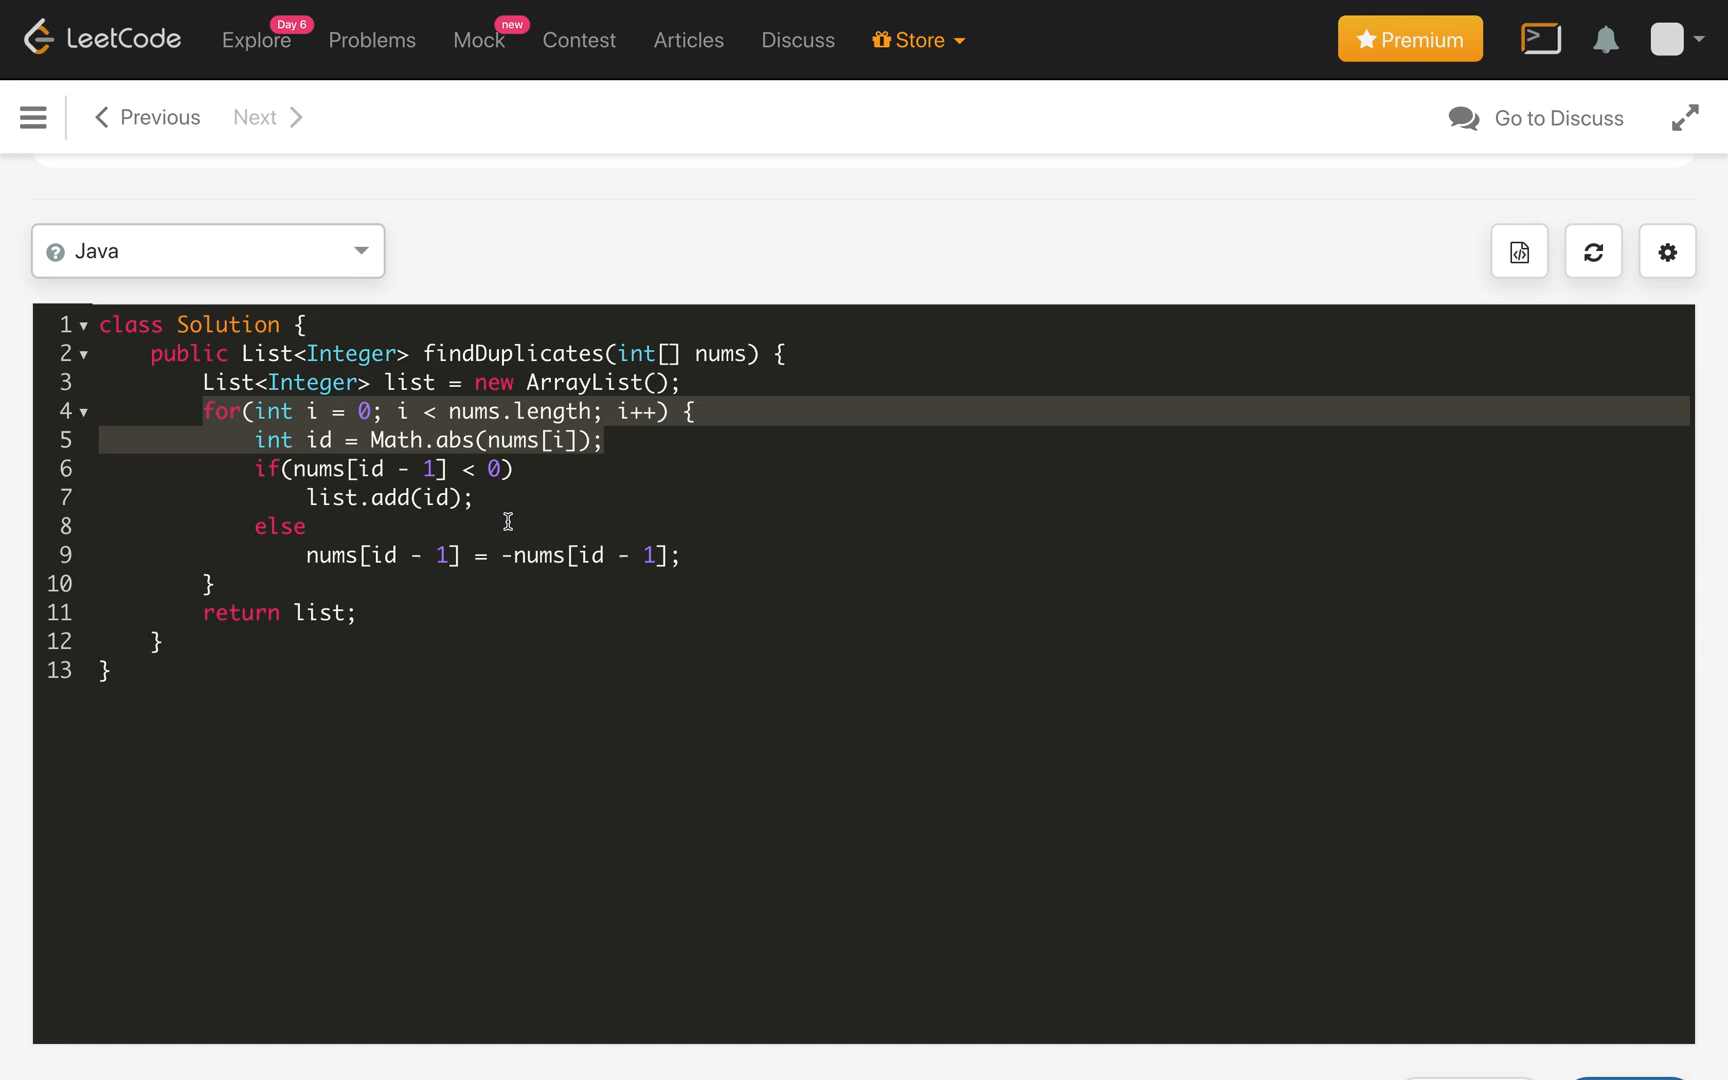 LeetCode Explore Day 6 Problems Mock new Contest Articles Discuss Store Premium
Previous Next Go to Discuss
Java
1 class Solution {
2 public List<Integer> findDuplicates(int[] nums) {
3 List<Integer> list = new ArrayList();
4 for(int i = 0; i < nums.length; i++) {
5 int id = Math.abs(nums[i]);
6 if(nums[id - 1] < 0)
7 list.add(id);
8 else
9 nums[id - 1] = -nums[id - 1];
10 }
11 return list;
12 }
13 }